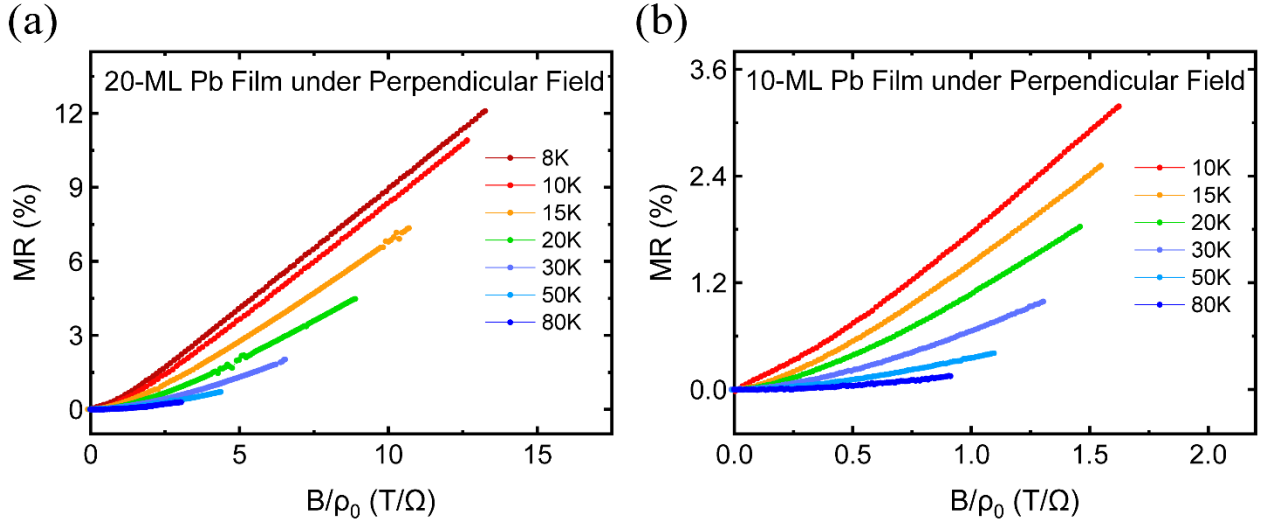 (a)
20-ML Pb Film under Perpendicular Field
12
9
6
3
0
MR (%)
8K
10K
15K
20K
30K
50K
80K
0 5 10 15
B/ρ₀ (T/Ω)
(b)
10-ML Pb Film under Perpendicular Field
3.6
2.4
1.2
0.0
MR (%)
10K
15K
20K
30K
50K
80K
0.0 0.5 1.0 1.5 2.0
B/ρ₀ (T/Ω)